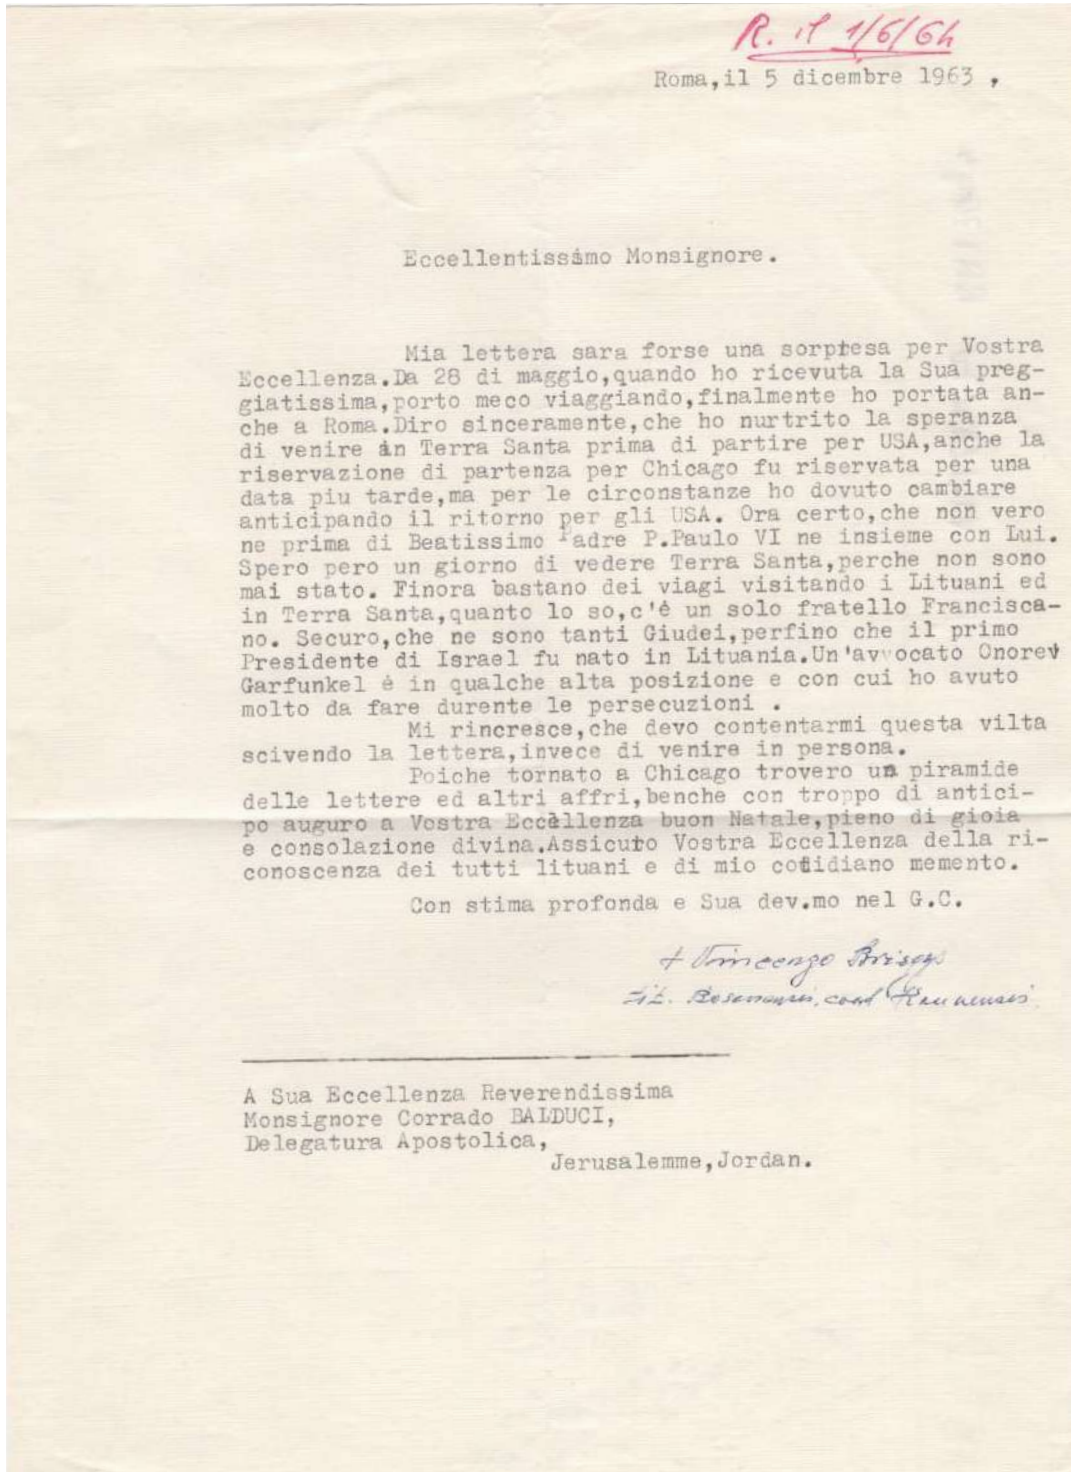 R. il 1/6/64
Roma,il 5 dicembre 1963 ,
Eccellentissimo Monsignore.
Mia lettera sara forse una sorpresa per Vostra
Eccellenza.Da 28 di maggio,quando ho ricevuta la Sua preg-
giatissima,porto meco viaggiando,finalmente ho portata an-
che a Roma.Diro sinceramente,che ho nurtrito la speranza
di venire in Terra Santa prima di partire per USA,anche la
riservazione di partenza per Chicago fu riservata per una
data piu tarde,ma per le circonstanze ho dovuto cambiare
anticipando il ritorno per gli USA. Ora certo,che non vero
ne prima di Beatissimo Padre P.Paulo VI ne insieme con Lui.
Spero pero un giorno di vedere Terra Santa,perche non sono
mai stato. Finora bastano dei viagi visitando i Lituani ed
in Terra Santa,quanto lo so,c'è un solo fratello Francisca-
no. Securo,che ne sono tanti Giudei,perfino che il primo
Presidente di Israel fu nato in Lituania.Un'avvocato Onorev
Garfunkel è in qualche alta posizione e con cui ho avuto
molto da fare durente le persecuzioni .
Mi rincresce,che devo contentarmi questa vilta
scivendo la lettera,invece di venire in persona.
Poiche tornato a Chicago trovero un piramide
delle lettere ed altri affri,benche con troppo di antici-
po auguro a Vostra Eccellenza buon Natale,pieno di gioia
e consolazione divina.Assicuro Vostra Eccellenza della ri-
conoscenza dei tutti lituani e di mio cotidiano memento.
Con stima profonda e Sua dev.mo nel G.C.
+ Vincenzo Brisgys
tit. Bosanensis, coad Kaunensis
A Sua Eccellenza Reverendissima
Monsignore Corrado BALDUCI,
Delegatura Apostolica,
Jerusalemme,Jordan.